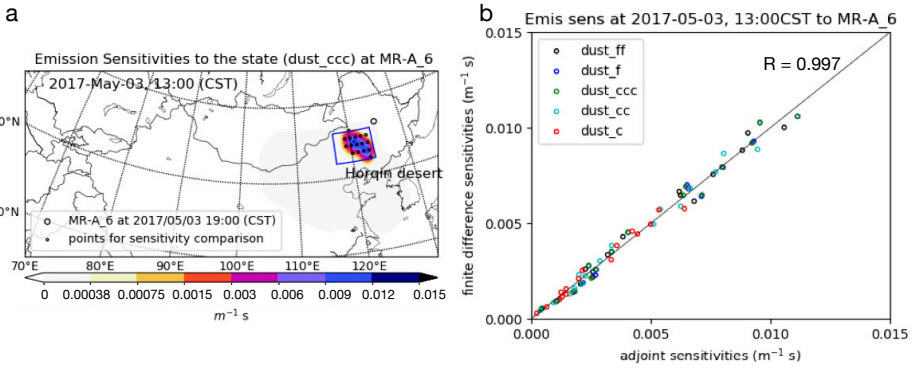 a
Emission Sensitivities to the state (dust_ccc) at MR-A_6
2017-May-03, 13:00 (CST)
°N
°N
Horqin desert
MR-A_6 at 2017/05/03 19:00 (CST)
points for sensitivity comparison
70°E 80°E 90°E 100°E 110°E 120°E 130°E
0 0.00038 0.00075 0.0015 0.003 0.006 0.009 0.012 0.015
m⁻¹ s
b
Emis sens at 2017-05-03, 13:00CST to MR-A_6
R = 0.997
dust_ff
dust_f
dust_ccc
dust_cc
dust_c
finite difference sensitivities (m⁻¹ s)
0.015
0.010
0.005
0.000
0.000 0.005 0.010 0.015
adjoint sensitivities (m⁻¹ s)